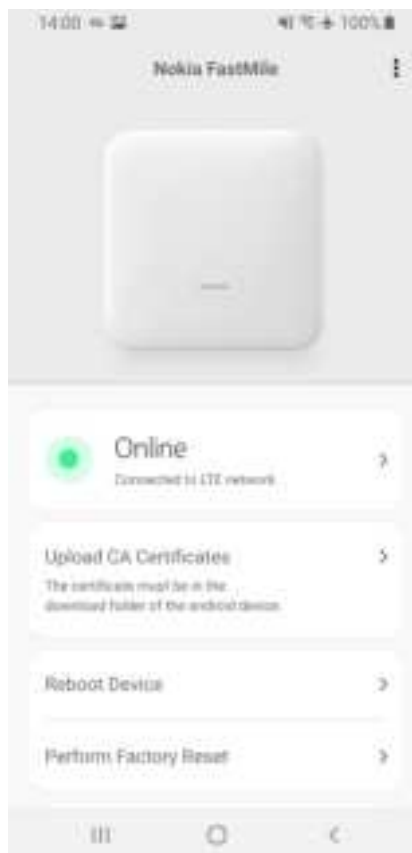 14:00
100%
Nokia FastMile
Online
Connected to LTE network
Upload CA Certificates
The certificate must be in the
download folder of the android device.
Reboot Device
Perform Factory Reset